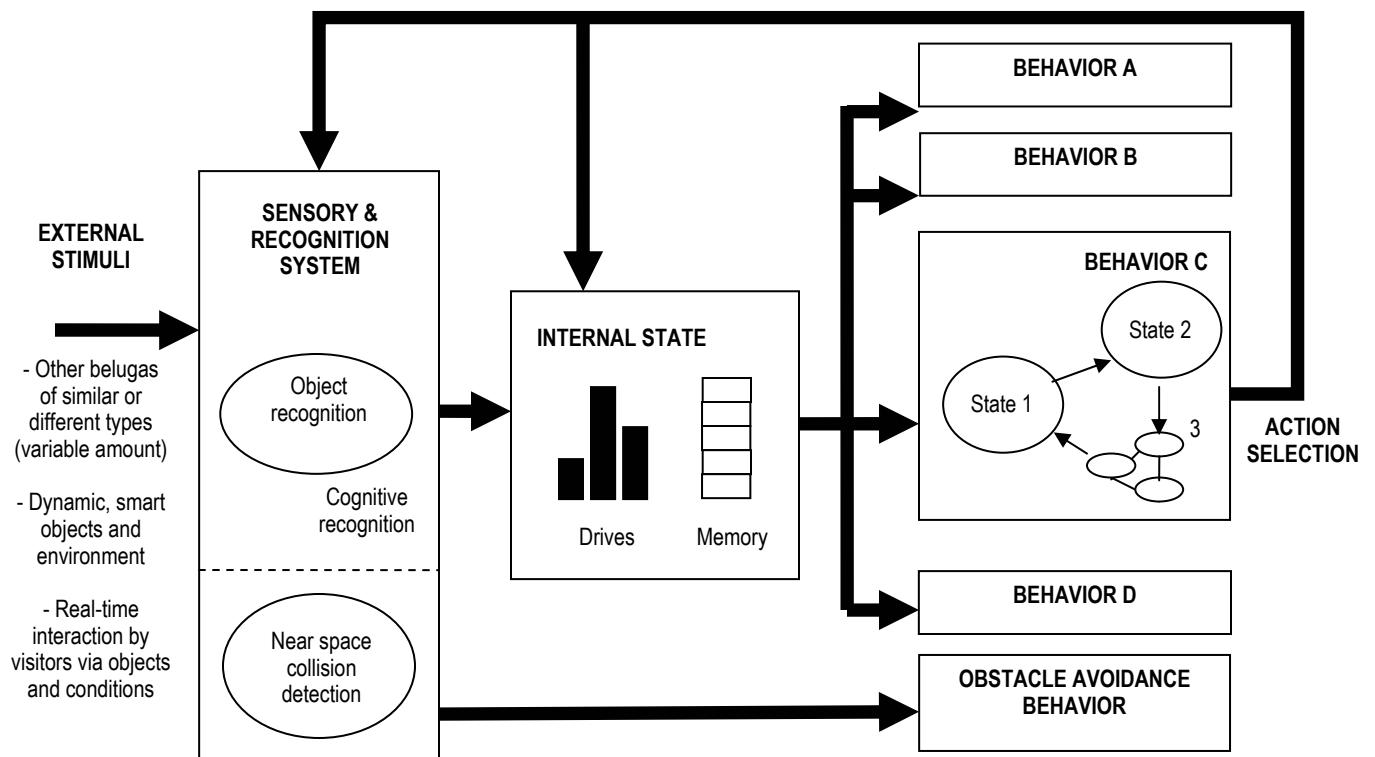 EXTERNAL
STIMULI
- Other belugas
of similar or
different types
(variable amount)
- Dynamic, smart
objects and
environment
- Real-time
interaction by
visitors via objects
and conditions
SENSORY &
RECOGNITION
SYSTEM
Object
recognition
Cognitive
recognition
Near space
collision
detection
INTERNAL STATE
Drives
Memory
BEHAVIOR A
BEHAVIOR B
BEHAVIOR C
State 2
State 1
3
BEHAVIOR D
OBSTACLE AVOIDANCE
BEHAVIOR
ACTION
SELECTION